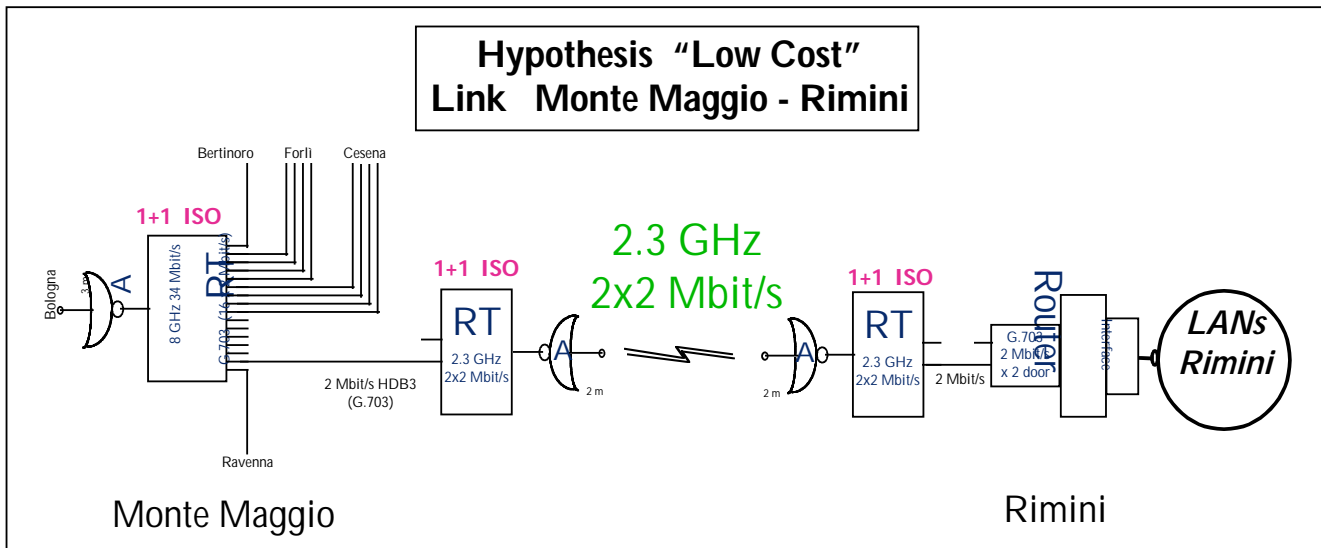 Hypothesis “Low Cost”
Link Monte Maggio - Rimini
Bertinoro
Forlì
Cesena
1+1 ISO
Bologna
3 m
A
8 GHz 34 Mbit/s
RT
G.703 (16 Mbit/s)
2 Mbit/s HDB3
(G.703)
Ravenna
1+1 ISO
RT
2.3 GHz
2x2 Mbit/s
A
2 m
2.3 GHz
2x2 Mbit/s
A
2 m
1+1 ISO
RT
2.3 GHz
2x2 Mbit/s
2 Mbit/s
G.703
2 Mbit/s
x 2 door
Router
Interface
LANs
Rimini
Monte Maggio
Rimini